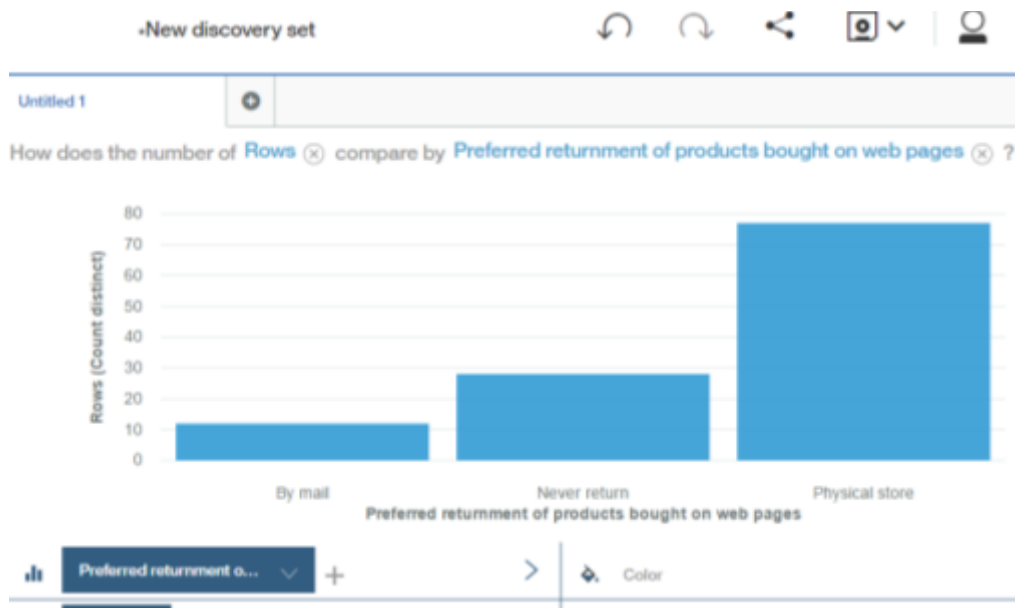 -New discovery set
Untitled 1
How does the number of Rows compare by Preferred returnment of products bought on web pages ?
80
70
60
50
40
30
20
10
0
Rows (Count distinct)
By mail Never return Physical store
Preferred returnment of products bought on web pages
Preferred returnment o... Color